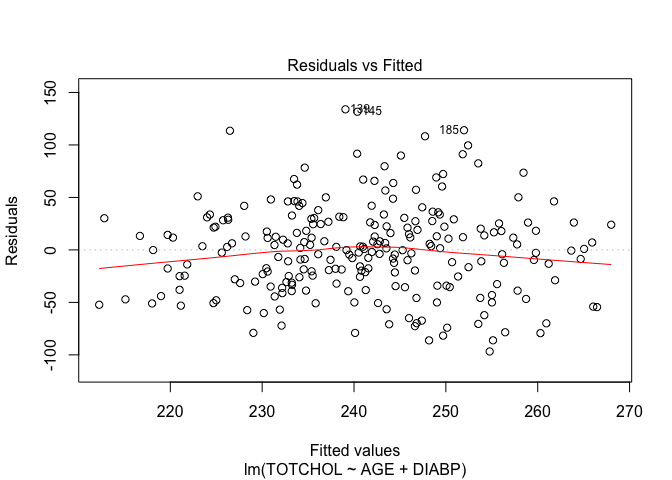 Residuals vs Fitted
Residuals
150
100
50
0
-50
-100
139
145
185
220 230 240 250 260 270
Fitted values
lm(TOTCHOL ~ AGE + DIABP)